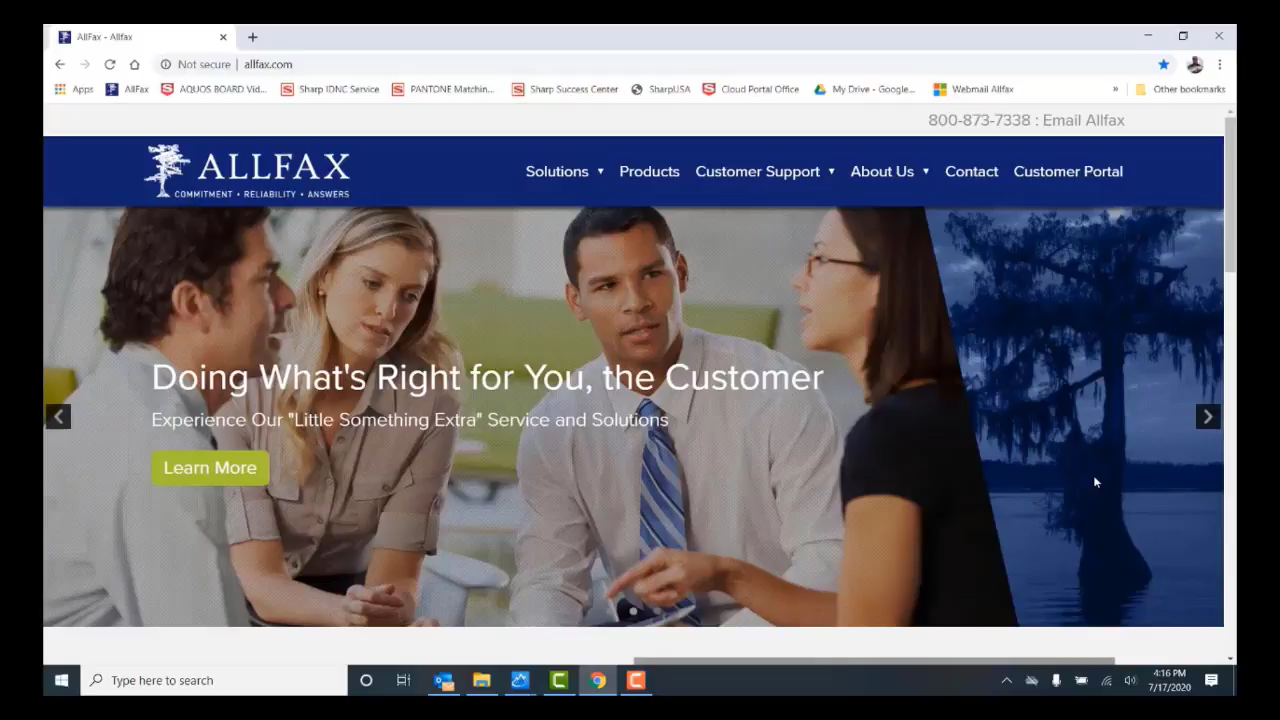 AllFax - Allfax
Not secure | allfax.com
Apps AllFax AQUOS BOARD Vid... Sharp IDNC Service PANTONE Matchin... Sharp Success Center SharpUSA Cloud Portal Office My Drive - Google... Webmail Allfax » Other bookmarks
800-873-7338 : Email Allfax
ALLFAX
COMMITMENT • RELIABILITY • ANSWERS
Solutions Products Customer Support About Us Contact Customer Portal
Doing What's Right for You, the Customer
Experience Our "Little Something Extra" Service and Solutions
Learn More
Type here to search
4:16 PM
7/17/2020